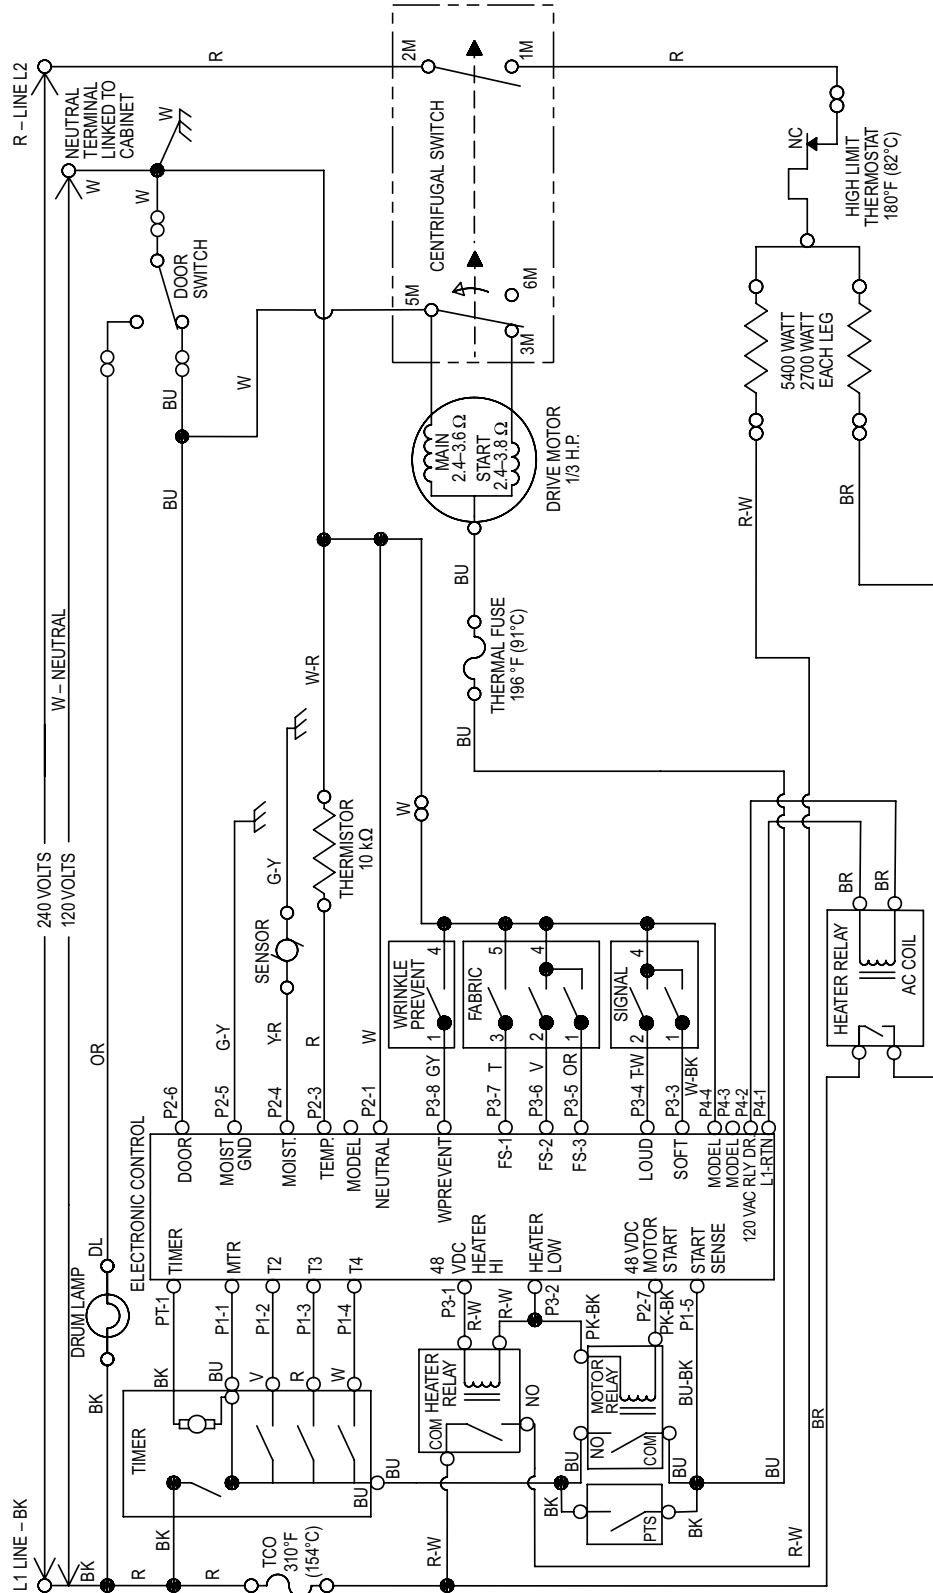 L1 LINE – BK
240 VOLTS
R – LINE L2
120 VOLTS
W – NEUTRAL
NEUTRAL
TERMINAL
LINKED TO
CABINET
W
W
W
R
BK
R
R
BK
DRUM LAMP
DL
OR
DOOR
SWITCH
BU
BU
W
TCO
310°F
(154°C)
TIMER
BK
BK
BU
V
R
W
BU
BU
PT-1
P1-1
P1-2
P1-3
P1-4
ELECTRONIC CONTROL
TIMER
MTR
T2
T3
T4
48
VDC
HEATER
HI
HEATER
LOW
48 VDC
MOTOR
START
START
SENSE
DOOR
MOIST
GND
MOIST.
TEMP.
MODEL
NEUTRAL
WPREVENT
FS-1
FS-2
FS-3
LOUD
SOFT
MODEL
MODEL
120 VAC RLY DR.
L1-RTN
P2-6
P2-5
P2-4
P2-3
P2-1
P3-8
P3-7
P3-6
P3-5
P3-4
P3-3
P4-4
P4-3
P4-2
P4-1
G-Y
Y-R
R
W
GY
T
V
OR
T-W
W-BK
SENSOR
G-Y
W-R
THERMISTOR
10 kΩ
W
WRINKLE
PREVENT
1
4
FABRIC
3
5
2
4
1
SIGNAL
2
4
1
P3-1
R-W
R-W
P3-2
HEATER
RELAY
COM
NO
R-W
PK-BK
P2-7
PK-BK
P1-5
BU-BK
MOTOR
RELAY
NO
COM
BU
BU
BK
PTS
BK
BU
R-W
BR
HEATER RELAY
AC COIL
BR
BR
BU
THERMAL FUSE
196 °F (91°C)
BU
DRIVE MOTOR
1/3 H.P.
MAIN
2.4–3.6 Ω
START
2.4–3.8 Ω
CENTRIFUGAL SWITCH
5M
6M
3M
2M
1M
R
NC
HIGH LIMIT
THERMOSTAT
180°F (82°C)
5400 WATT
2700 WATT
EACH LEG
R-W
BR